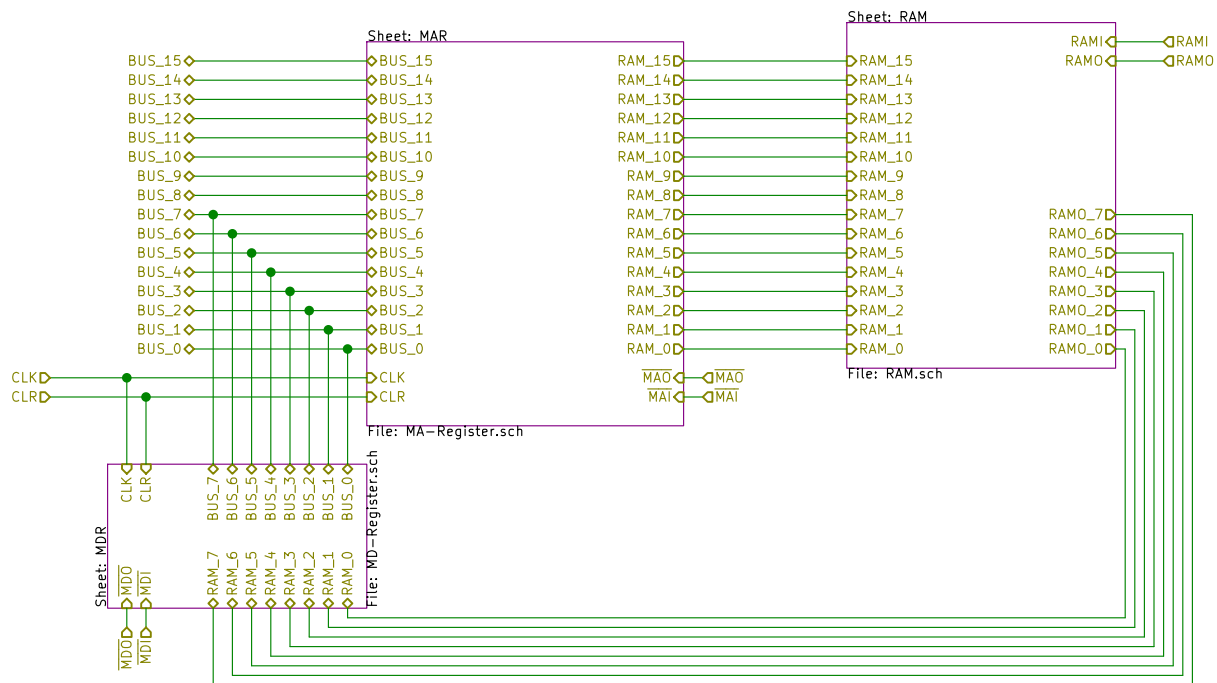 Sheet: RAM
Sheet: MAR
RAMI RAMI
BUS_15 BUS_15 RAM_15 RAM_15 RAMO RAMO
BUS_14 BUS_14 RAM_14 RAM_14
BUS_13 BUS_13 RAM_13 RAM_13
BUS_12 BUS_12 RAM_12 RAM_12
BUS_11 BUS_11 RAM_11 RAM_11
BUS_10 BUS_10 RAM_10 RAM_10
BUS_9 BUS_9 RAM_9 RAM_9
BUS_8 BUS_8 RAM_8 RAM_8
BUS_7 BUS_7 RAM_7 RAM_7 RAMO_7
BUS_6 BUS_6 RAM_6 RAM_6 RAMO_6
BUS_5 BUS_5 RAM_5 RAM_5 RAMO_5
BUS_4 BUS_4 RAM_4 RAM_4 RAMO_4
BUS_3 BUS_3 RAM_3 RAM_3 RAMO_3
BUS_2 BUS_2 RAM_2 RAM_2 RAMO_2
BUS_1 BUS_1 RAM_1 RAM_1 RAMO_1
BUS_0 BUS_0 RAM_0 RAM_0 RAMO_0
CLK CLK MAO MAO File: RAM.sch
CLR CLR MAI MAI
File: MA-Register.sch
CLK CLR BUS_7 BUS_6 BUS_5 BUS_4 BUS_3 BUS_2 BUS_1 BUS_0
File: MD-Register.sch
Sheet: MDR
MDO MDI RAM_7 RAM_6 RAM_5 RAM_4 RAM_3 RAM_2 RAM_1 RAM_0
MDO MDI